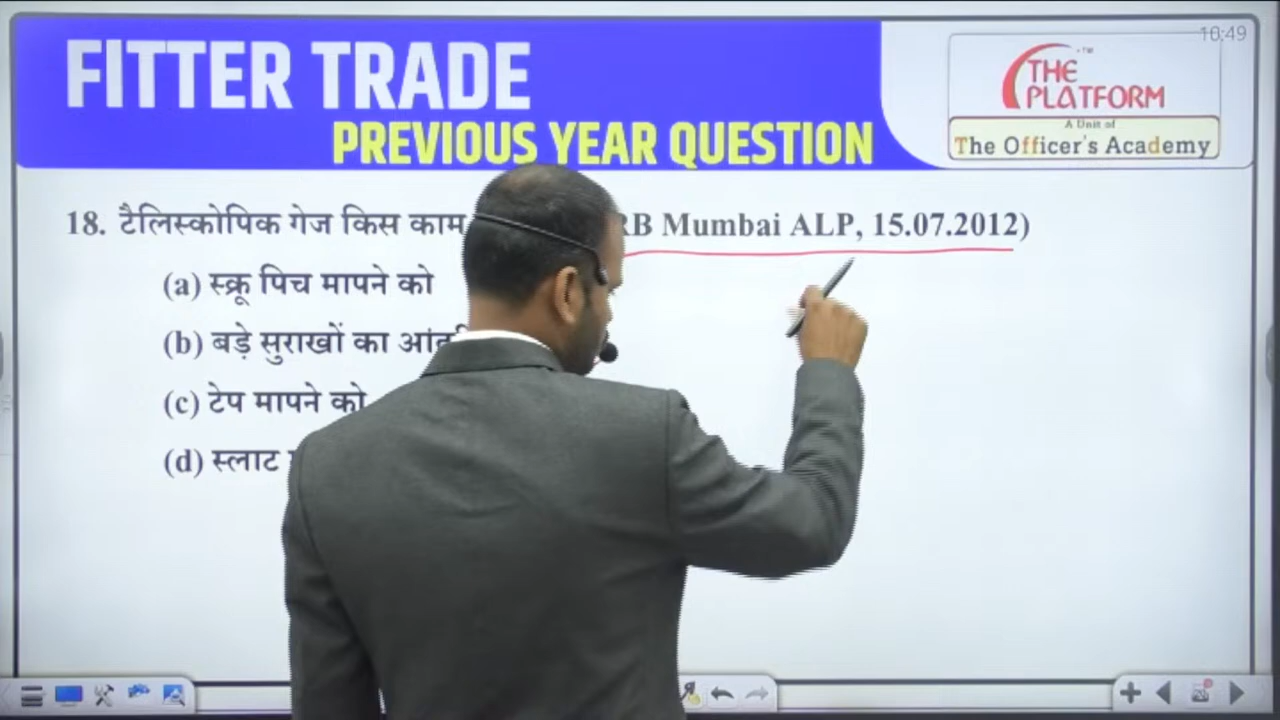 10:49
FITTER TRADE
PREVIOUS YEAR QUESTION
THE
PLATFORM
TM
A Unit of
The Officer's Academy
18. टैलिस्कोपिक गेज किस काम RB Mumbai ALP, 15.07.2012)
(a) स्क्रू पिच मापने को
(b) बड़े सुराखों का
(c) टेप मापने को
(d) स्लाट